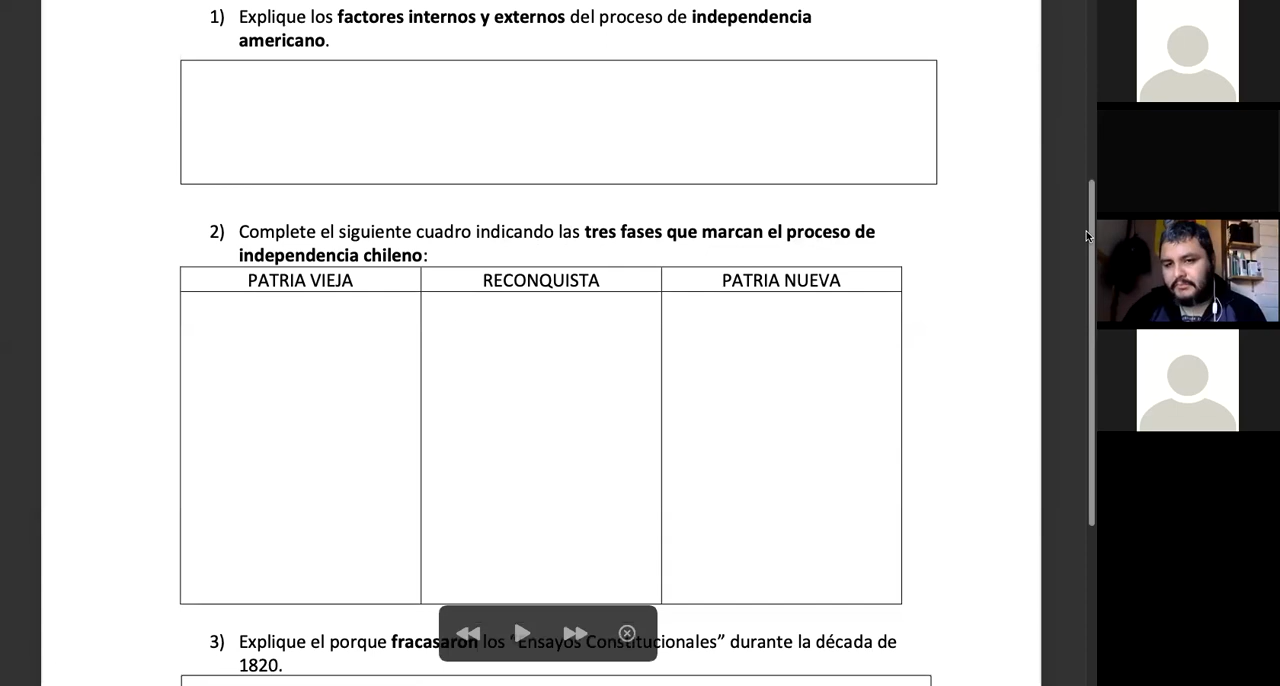 1) Explique los factores internos y externos del proceso de independencia
americano.
2) Complete el siguiente cuadro indicando las tres fases que marcan el proceso de
independencia chileno:
PATRIA VIEJA RECONQUISTA PATRIA NUEVA
3) Explique el porque fracasaron los “Ensayos Constitucionales” durante la década de
1820.